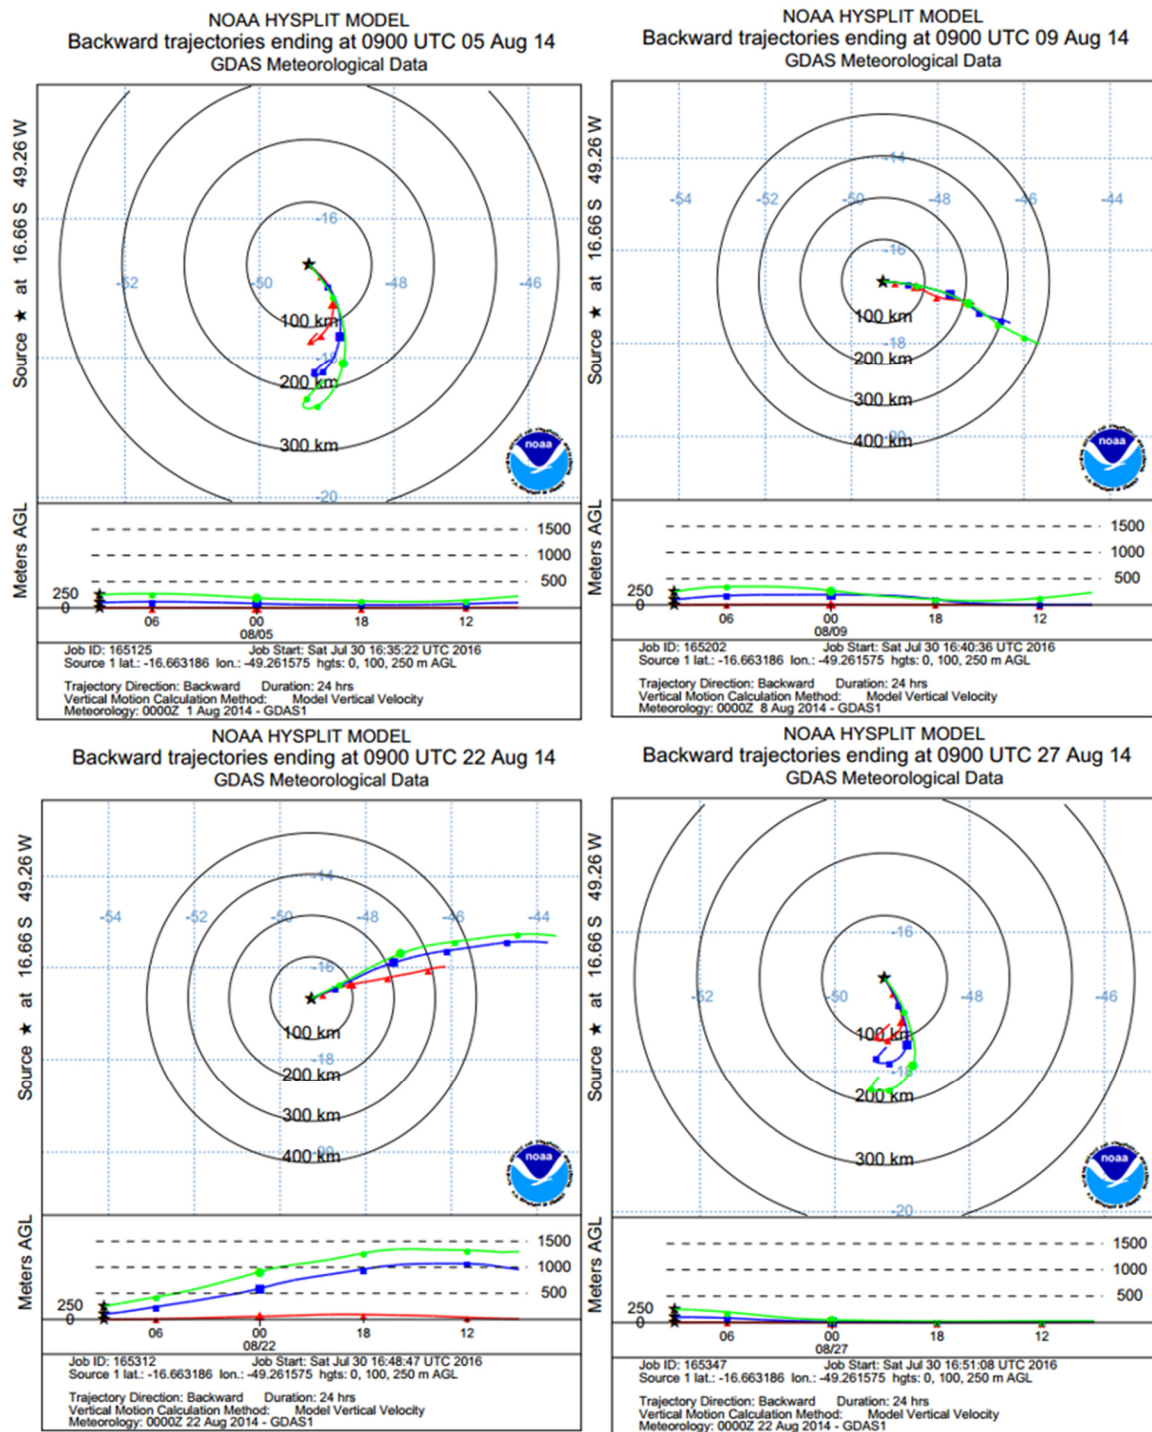 NOAA HYSPLIT MODEL
Backward trajectories ending at 0900 UTC 05 Aug 14
GDAS Meteorological Data
Source ★ at 16.66 S 49.26 W
-16
-52
-50
-48
-46
100 km
-18
200 km
300 km
-20
noaa
Meters AGL
1500
1000
500
250
0
06
00
18
12
08/05
Job ID: 165125 Job Start: Sat Jul 30 16:35:22 UTC 2016
Source 1 lat.: -16.663186 lon.: -49.261575 hgts: 0, 100, 250 m AGL
Trajectory Direction: Backward Duration: 24 hrs
Vertical Motion Calculation Method: Model Vertical Velocity
Meteorology: 0000Z 1 Aug 2014 - GDAS1
NOAA HYSPLIT MODEL
Backward trajectories ending at 0900 UTC 09 Aug 14
GDAS Meteorological Data
Source ★ at 16.66 S 49.26 W
-14
-54
-52
-50
-48
-46
-44
-16
100 km
-18
200 km
300 km
400 km
noaa
Meters AGL
1500
1000
500
250
0
06
00
18
12
08/09
Job ID: 165202 Job Start: Sat Jul 30 16:40:36 UTC 2016
Source 1 lat.: -16.663186 lon.: -49.261575 hgts: 0, 100, 250 m AGL
Trajectory Direction: Backward Duration: 24 hrs
Vertical Motion Calculation Method: Model Vertical Velocity
Meteorology: 0000Z 8 Aug 2014 - GDAS1
NOAA HYSPLIT MODEL
Backward trajectories ending at 0900 UTC 22 Aug 14
GDAS Meteorological Data
Source ★ at 16.66 S 49.26 W
-14
-54
-52
-50
-48
-46
-44
-16
100 km
-18
200 km
300 km
400 km
noaa
Meters AGL
1500
1000
500
250
0
06
00
18
12
08/22
Job ID: 165312 Job Start: Sat Jul 30 16:48:47 UTC 2016
Source 1 lat.: -16.663186 lon.: -49.261575 hgts: 0, 100, 250 m AGL
Trajectory Direction: Backward Duration: 24 hrs
Vertical Motion Calculation Method: Model Vertical Velocity
Meteorology: 0000Z 22 Aug 2014 - GDAS1
NOAA HYSPLIT MODEL
Backward trajectories ending at 0900 UTC 27 Aug 14
GDAS Meteorological Data
Source ★ at 16.66 S 49.26 W
-16
-52
-50
-48
-46
100 km
-18
200 km
300 km
-20
noaa
Meters AGL
1500
1000
500
250
0
06
00
18
12
08/27
Job ID: 165347 Job Start: Sat Jul 30 16:51:08 UTC 2016
Source 1 lat.: -16.663186 lon.: -49.261575 hgts: 0, 100, 250 m AGL
Trajectory Direction: Backward Duration: 24 hrs
Vertical Motion Calculation Method: Model Vertical Velocity
Meteorology: 0000Z 22 Aug 2014 - GDAS1